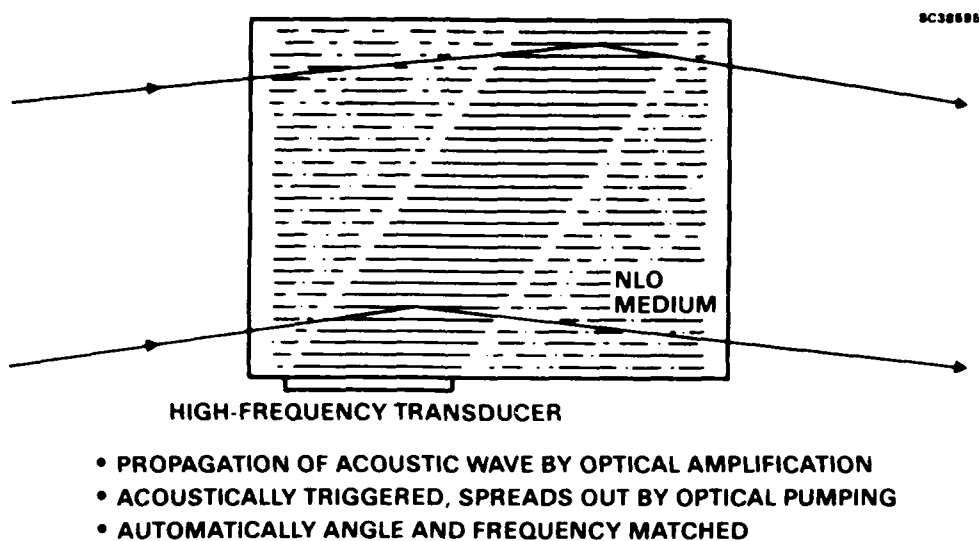 SC38595
NLO
MEDIUM
HIGH-FREQUENCY TRANSDUCER
• PROPAGATION OF ACOUSTIC WAVE BY OPTICAL AMPLIFICATION
• ACOUSTICALLY TRIGGERED, SPREADS OUT BY OPTICAL PUMPING
• AUTOMATICALLY ANGLE AND FREQUENCY MATCHED